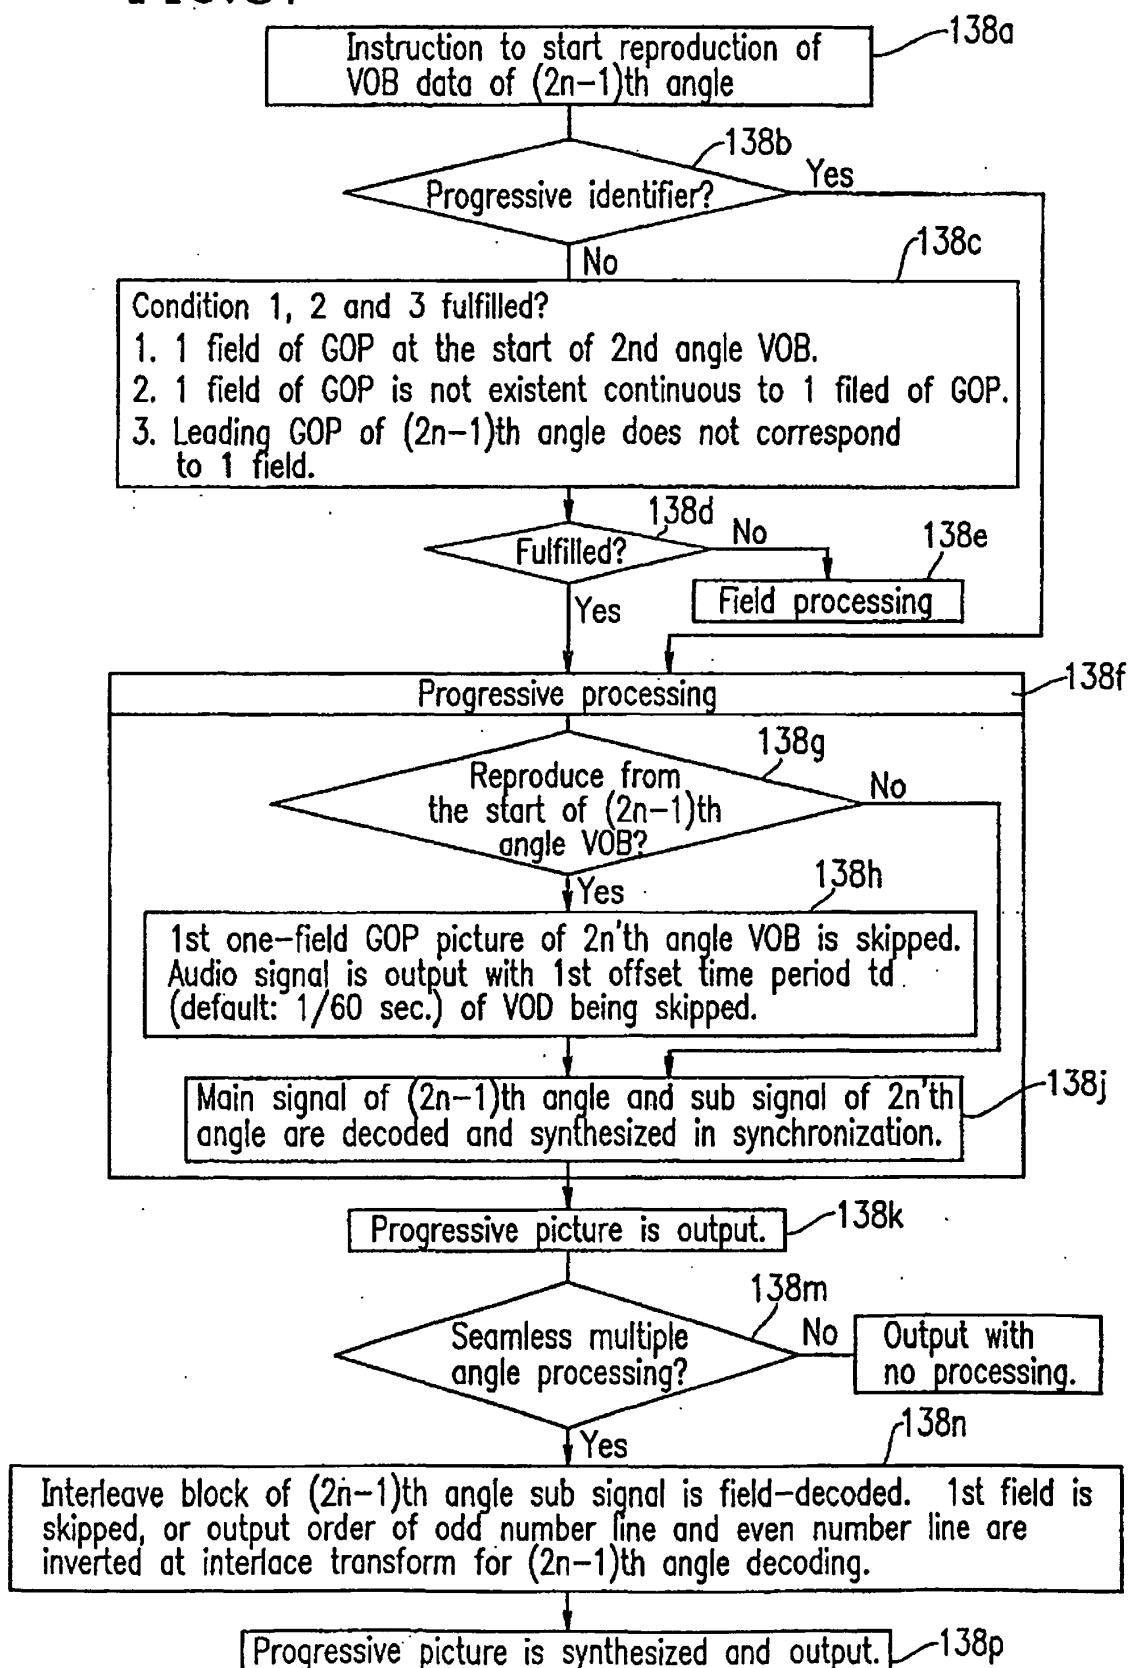 Instruction to start reproduction of
VOB data of (2n-1)th angle
138a
138b
Progressive identifier?
Yes
No
138c
Condition 1, 2 and 3 fulfilled?
1. 1 field of GOP at the start of 2nd angle VOB.
2. 1 field of GOP is not existent continuous to 1 filed of GOP.
3. Leading GOP of (2n-1)th angle does not correspond
to 1 field.
138d
Fulfilled?
No
138e
Field processing
Yes
138f
Progressive processing
138g
Reproduce from
the start of (2n-1)th
angle VOB?
No
Yes
138h
1st one-field GOP picture of 2n'th angle VOB is skipped.
Audio signal is output with 1st offset time period td
(default: 1/60 sec.) of VOD being skipped.
Main signal of (2n-1)th angle and sub signal of 2n'th
angle are decoded and synthesized in synchronization.
138j
Progressive picture is output.
138k
138m
Seamless multiple
angle processing?
No
Output with
no processing.
Yes
138n
Interleave block of (2n-1)th angle sub signal is field-decoded. 1st field is
skipped, or output order of odd number line and even number line are
inverted at interlace transform for (2n-1)th angle decoding.
Progressive picture is synthesized and output.
138p